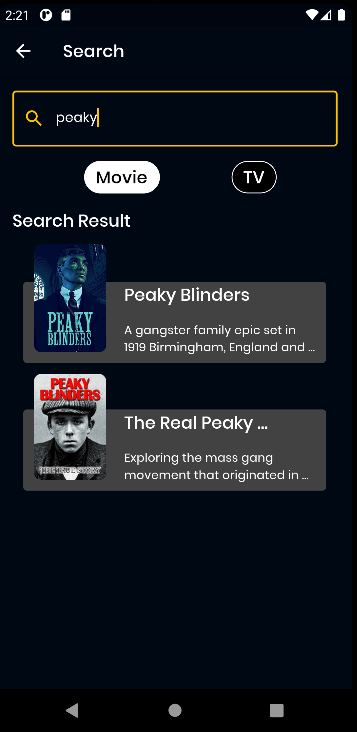 2:21
Search
peaky
Movie
TV
Search Result
PEAKY
BLINDERS
Peaky Blinders
A gangster family epic set in
1919 Birmingham, England and ...
PEAKY
BLINDERS
The Real Peaky ...
Exploring the mass gang
movement that originated in ...